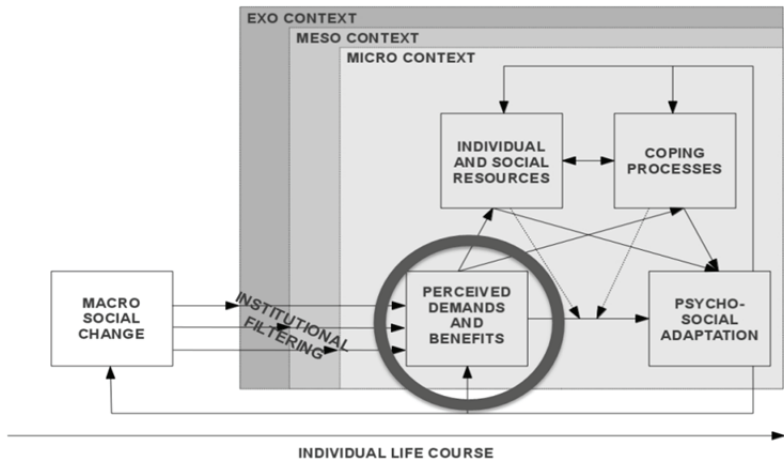 EXO CONTEXT
MESO CONTEXT
MICRO CONTEXT
INDIVIDUAL
AND SOCIAL
RESOURCES
COPING
PROCESSES
MACRO
SOCIAL
CHANGE
INSTITUTIONAL
FILTERING
PERCEIVED
DEMANDS
AND
BENEFITS
PSYCHO-
SOCIAL
ADAPTATION
INDIVIDUAL LIFE COURSE